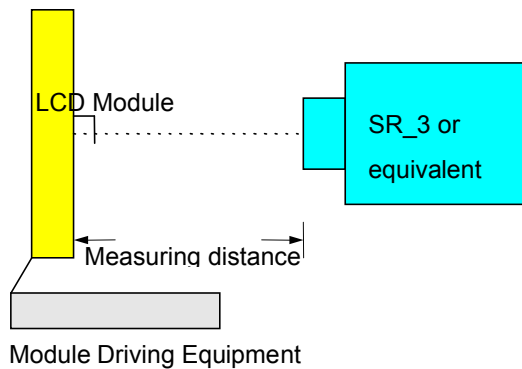 LCD Module
SR_3 or
equivalent
Measuring distance
Module Driving Equipment